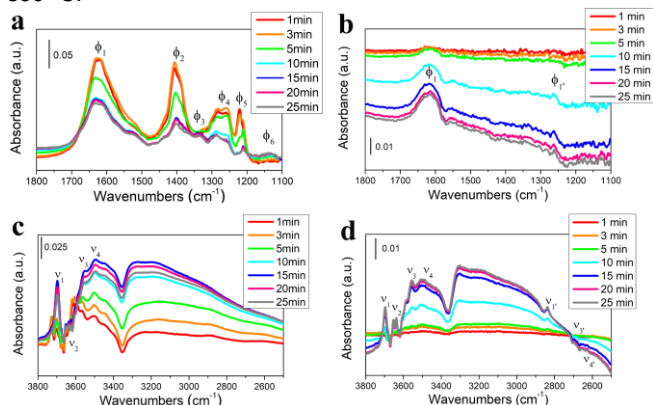 a
0.05
ϕ1
ϕ2
ϕ3
ϕ4
ϕ5
ϕ6
1min
3min
5min
10min
15min
20min
25min
Absorbance (a.u.)
1800 1700 1600 1500 1400 1300 1200 1100
Wavenumbers (cm-1)
b
0.01
ϕ1
ϕ1'
1 min
3 min
5 min
10 min
15 min
20 min
25 min
Absorbance (a.u.)
1800 1700 1600 1500 1400 1300 1200 1100
Wavenumbers (cm-1)
c
0.025
ν1
ν2
ν3
ν4
1min
3min
5min
10min
15min
20min
25min
Absorbance (a.u.)
3800 3600 3400 3200 3000 2800 2600
Wavenumbers (cm-1)
d
0.01
ν1
ν2
ν3
ν4
1 min
3 min
5 min
10 min
15 min
20 min
25 min
Absorbance (a.u.)
3800 3600 3400 3200 3000 2800 2600
Wavenumbers (cm-1)